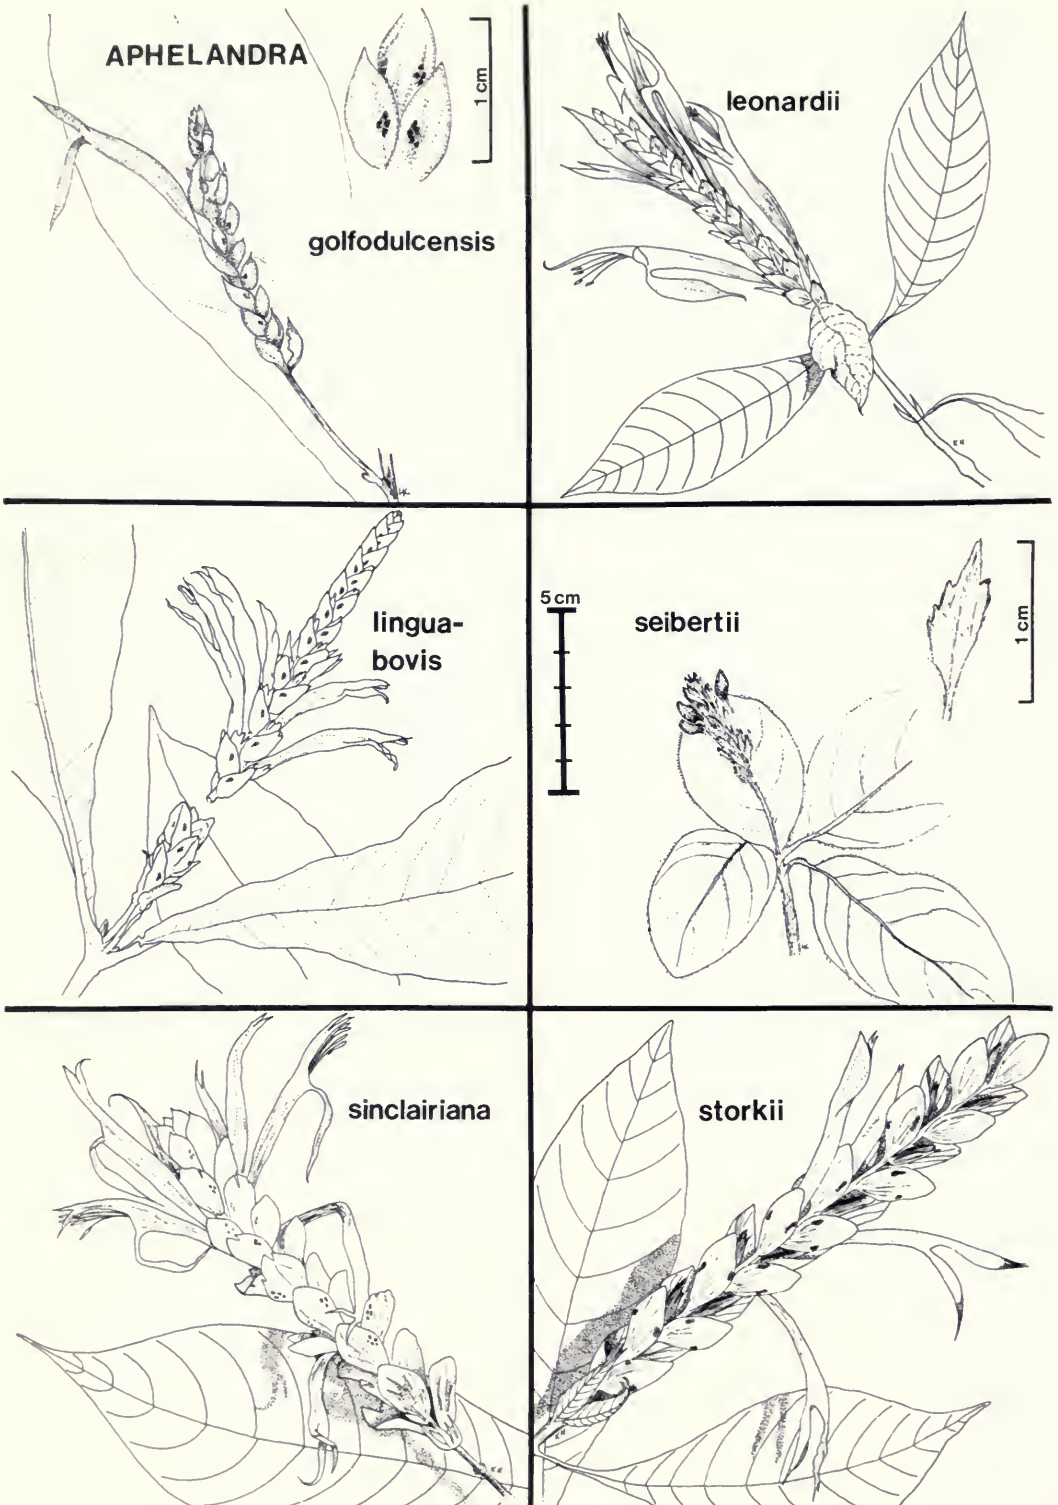 APHELANDRA
1 cm
golfodulcensis
leonardii
lingua-
bovis
5 cm
seibertii
1 cm
sinclairiana
storkii